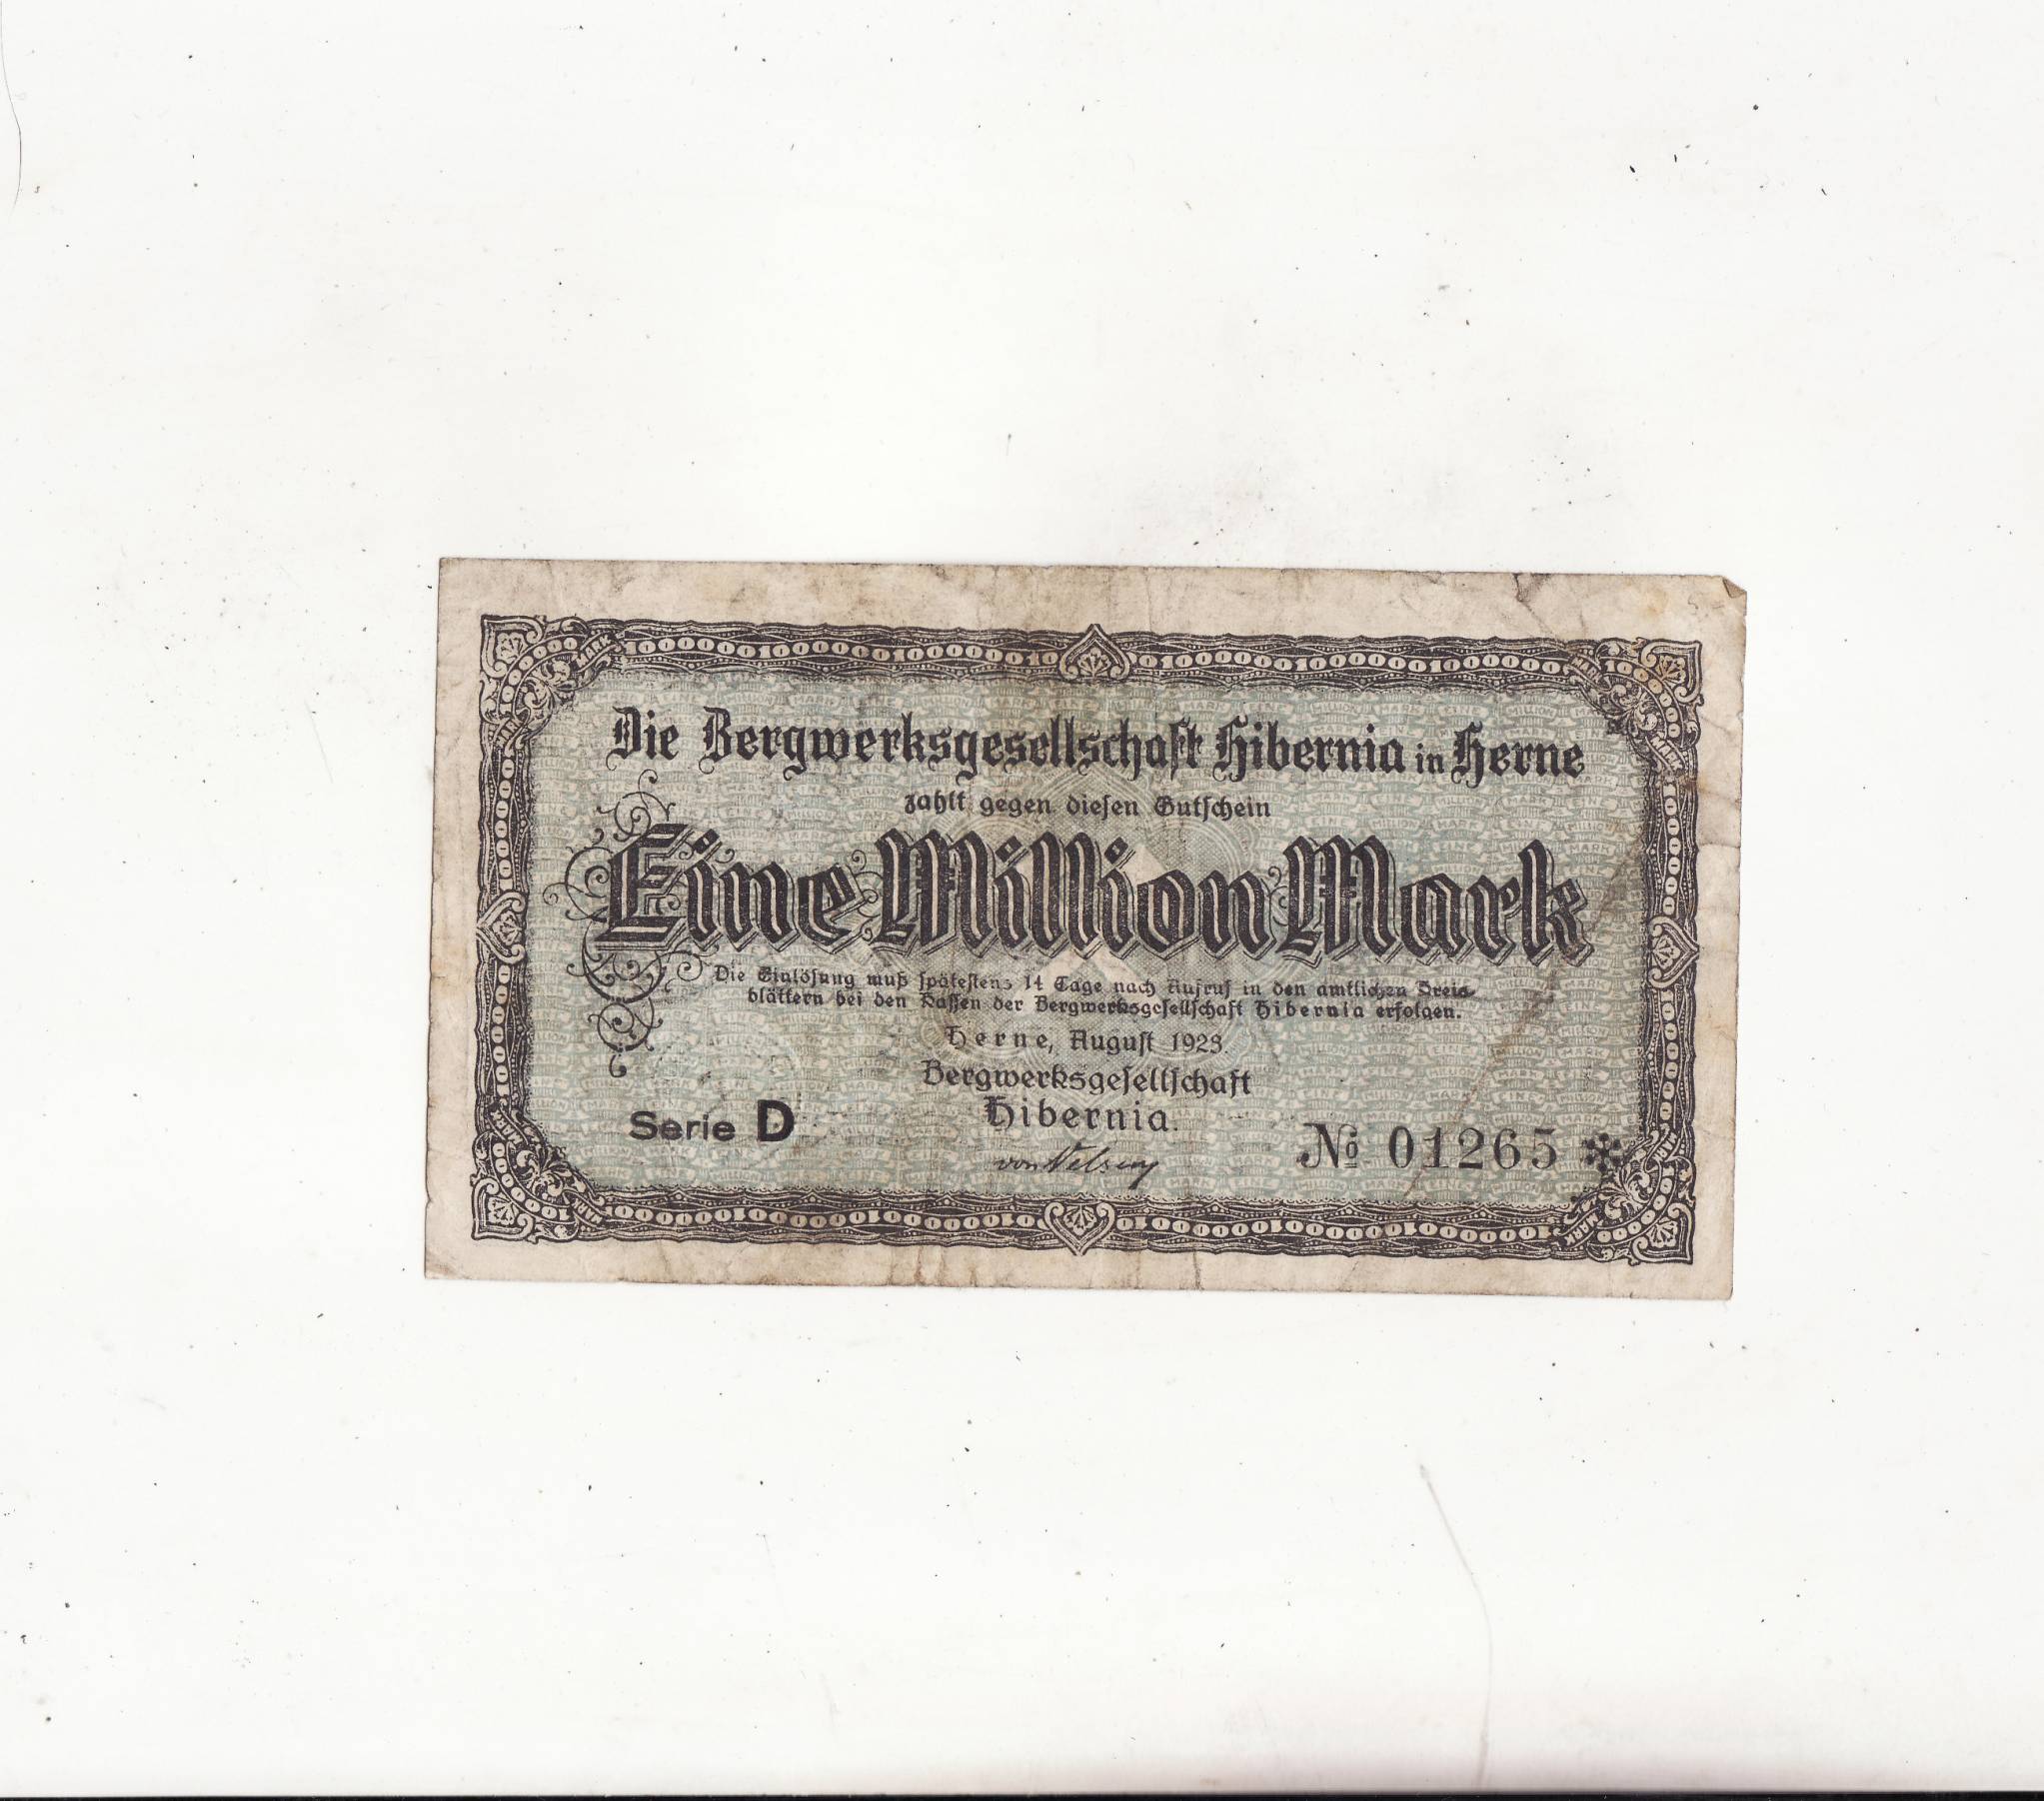 Die Bergwerksgesellschaft Hibernia in Herne
zahlt gegen diesen Gutschein
Eine Million Mark
Die Einlösung muß spätestens 14 Tage nach Aufruf in den amtlichen Kreis-
blättern bei den Kassen der Bergwerksgesellschaft Hibernia erfolgen.
Herne, August 1923.
Bergwerksgesellschaft
Hibernia.
von Velsen
Serie D
№ 01265 *